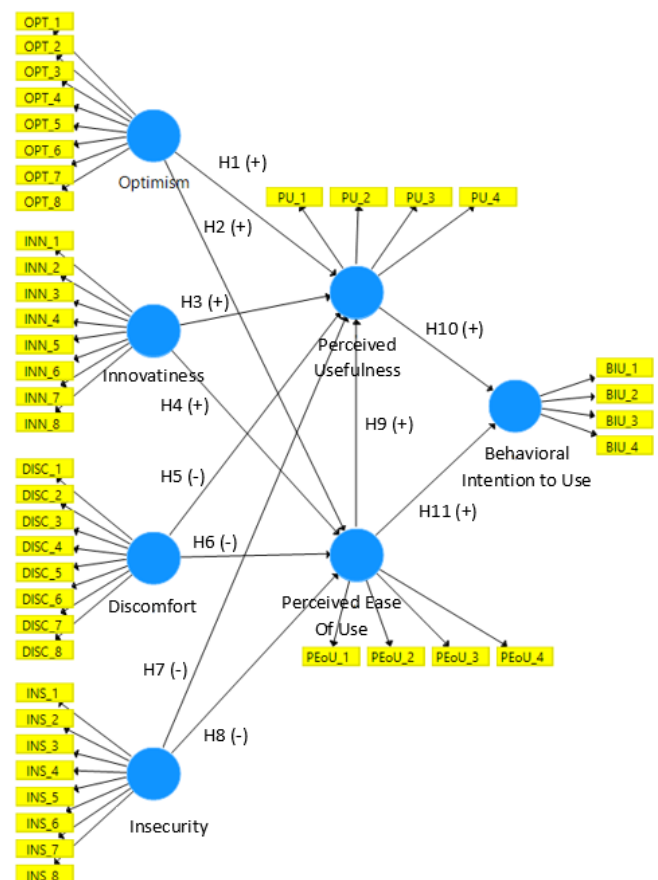 OPT_1
OPT_2
OPT_3
OPT_4
OPT_5
OPT_6
OPT_7
OPT_8
Optimism
H1 (+)
H2 (+)
PU_1
PU_2
PU_3
PU_4
INN_1
INN_2
INN_3
INN_4
INN_5
INN_6
INN_7
INN_8
Innovatiness
H3 (+)
H4 (+)
Perceived
Usefulness
H10 (+)
H9 (+)
BIU_1
BIU_2
BIU_3
BIU_4
Behavioral
Intention to Use
H11 (+)
DISC_1
DISC_2
DISC_3
DISC_4
DISC_5
DISC_6
DISC_7
DISC_8
Discomfort
H5 (-)
H6 (-)
Perceived Ease
Of Use
PEoU_1
PEoU_2
PEoU_3
PEoU_4
H7 (-)
H8 (-)
INS_1
INS_2
INS_3
INS_4
INS_5
INS_6
INS_7
INS_8
Insecurity